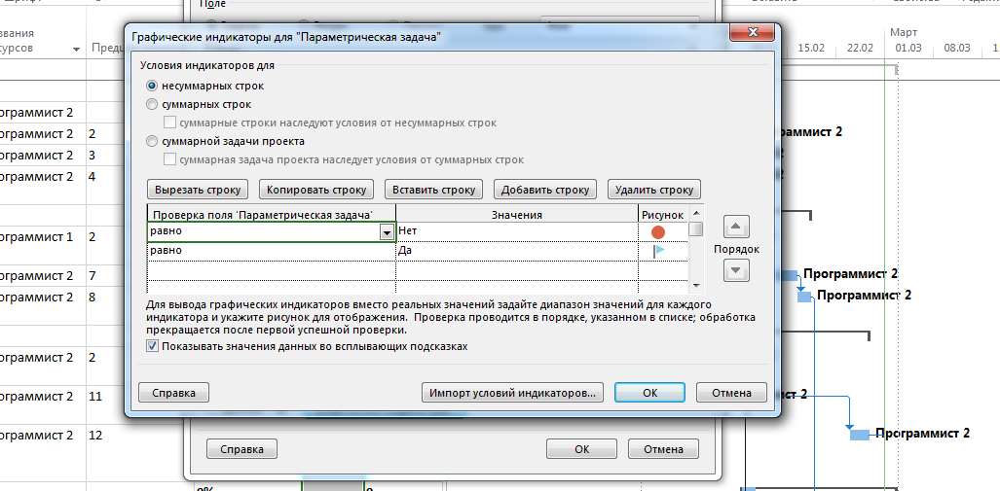 Шрифт
Поле
звания
сурсов
Предш
Март
15.02
22.02
01.03
08.03
Графические индикаторы для "Параметрическая задача"
Условия индикаторов для
несуммарных строк
суммарных строк
суммарные строки наследуют условия от несуммарных строк
суммарной задачи проекта
суммарная задача проекта наследует условия от суммарных строк
Вырезать строку
Копировать строку
Вставить строку
Добавить строку
Удалить строку
Проверка поля 'Параметрическая задача'
Значения
Рисунок
равно
Нет
равно
Да
Порядок
Для вывода графических индикаторов вместо реальных значений задайте диапазон значений для каждого
индикатора и укажите рисунок для отображения. Проверка проводится в порядке, указанном в списке; обработка
прекращается после первой успешной проверки.
Показывать значения данных во всплывающих подсказках
Справка
Импорт условий индикаторов...
ОК
Отмена
Справка
ОК
Отмена
ограммист 2
ограммист 2
2
ограммист 2
3
ограммист 2
4
ограммист 1
2
ограммист 2
7
ограммист 2
8
ограммист 2
2
ограммист 2
11
ограммист 2
12
раммист 2
2
Программист 2
Программист 2
ист 2
Программист 2
0%
0